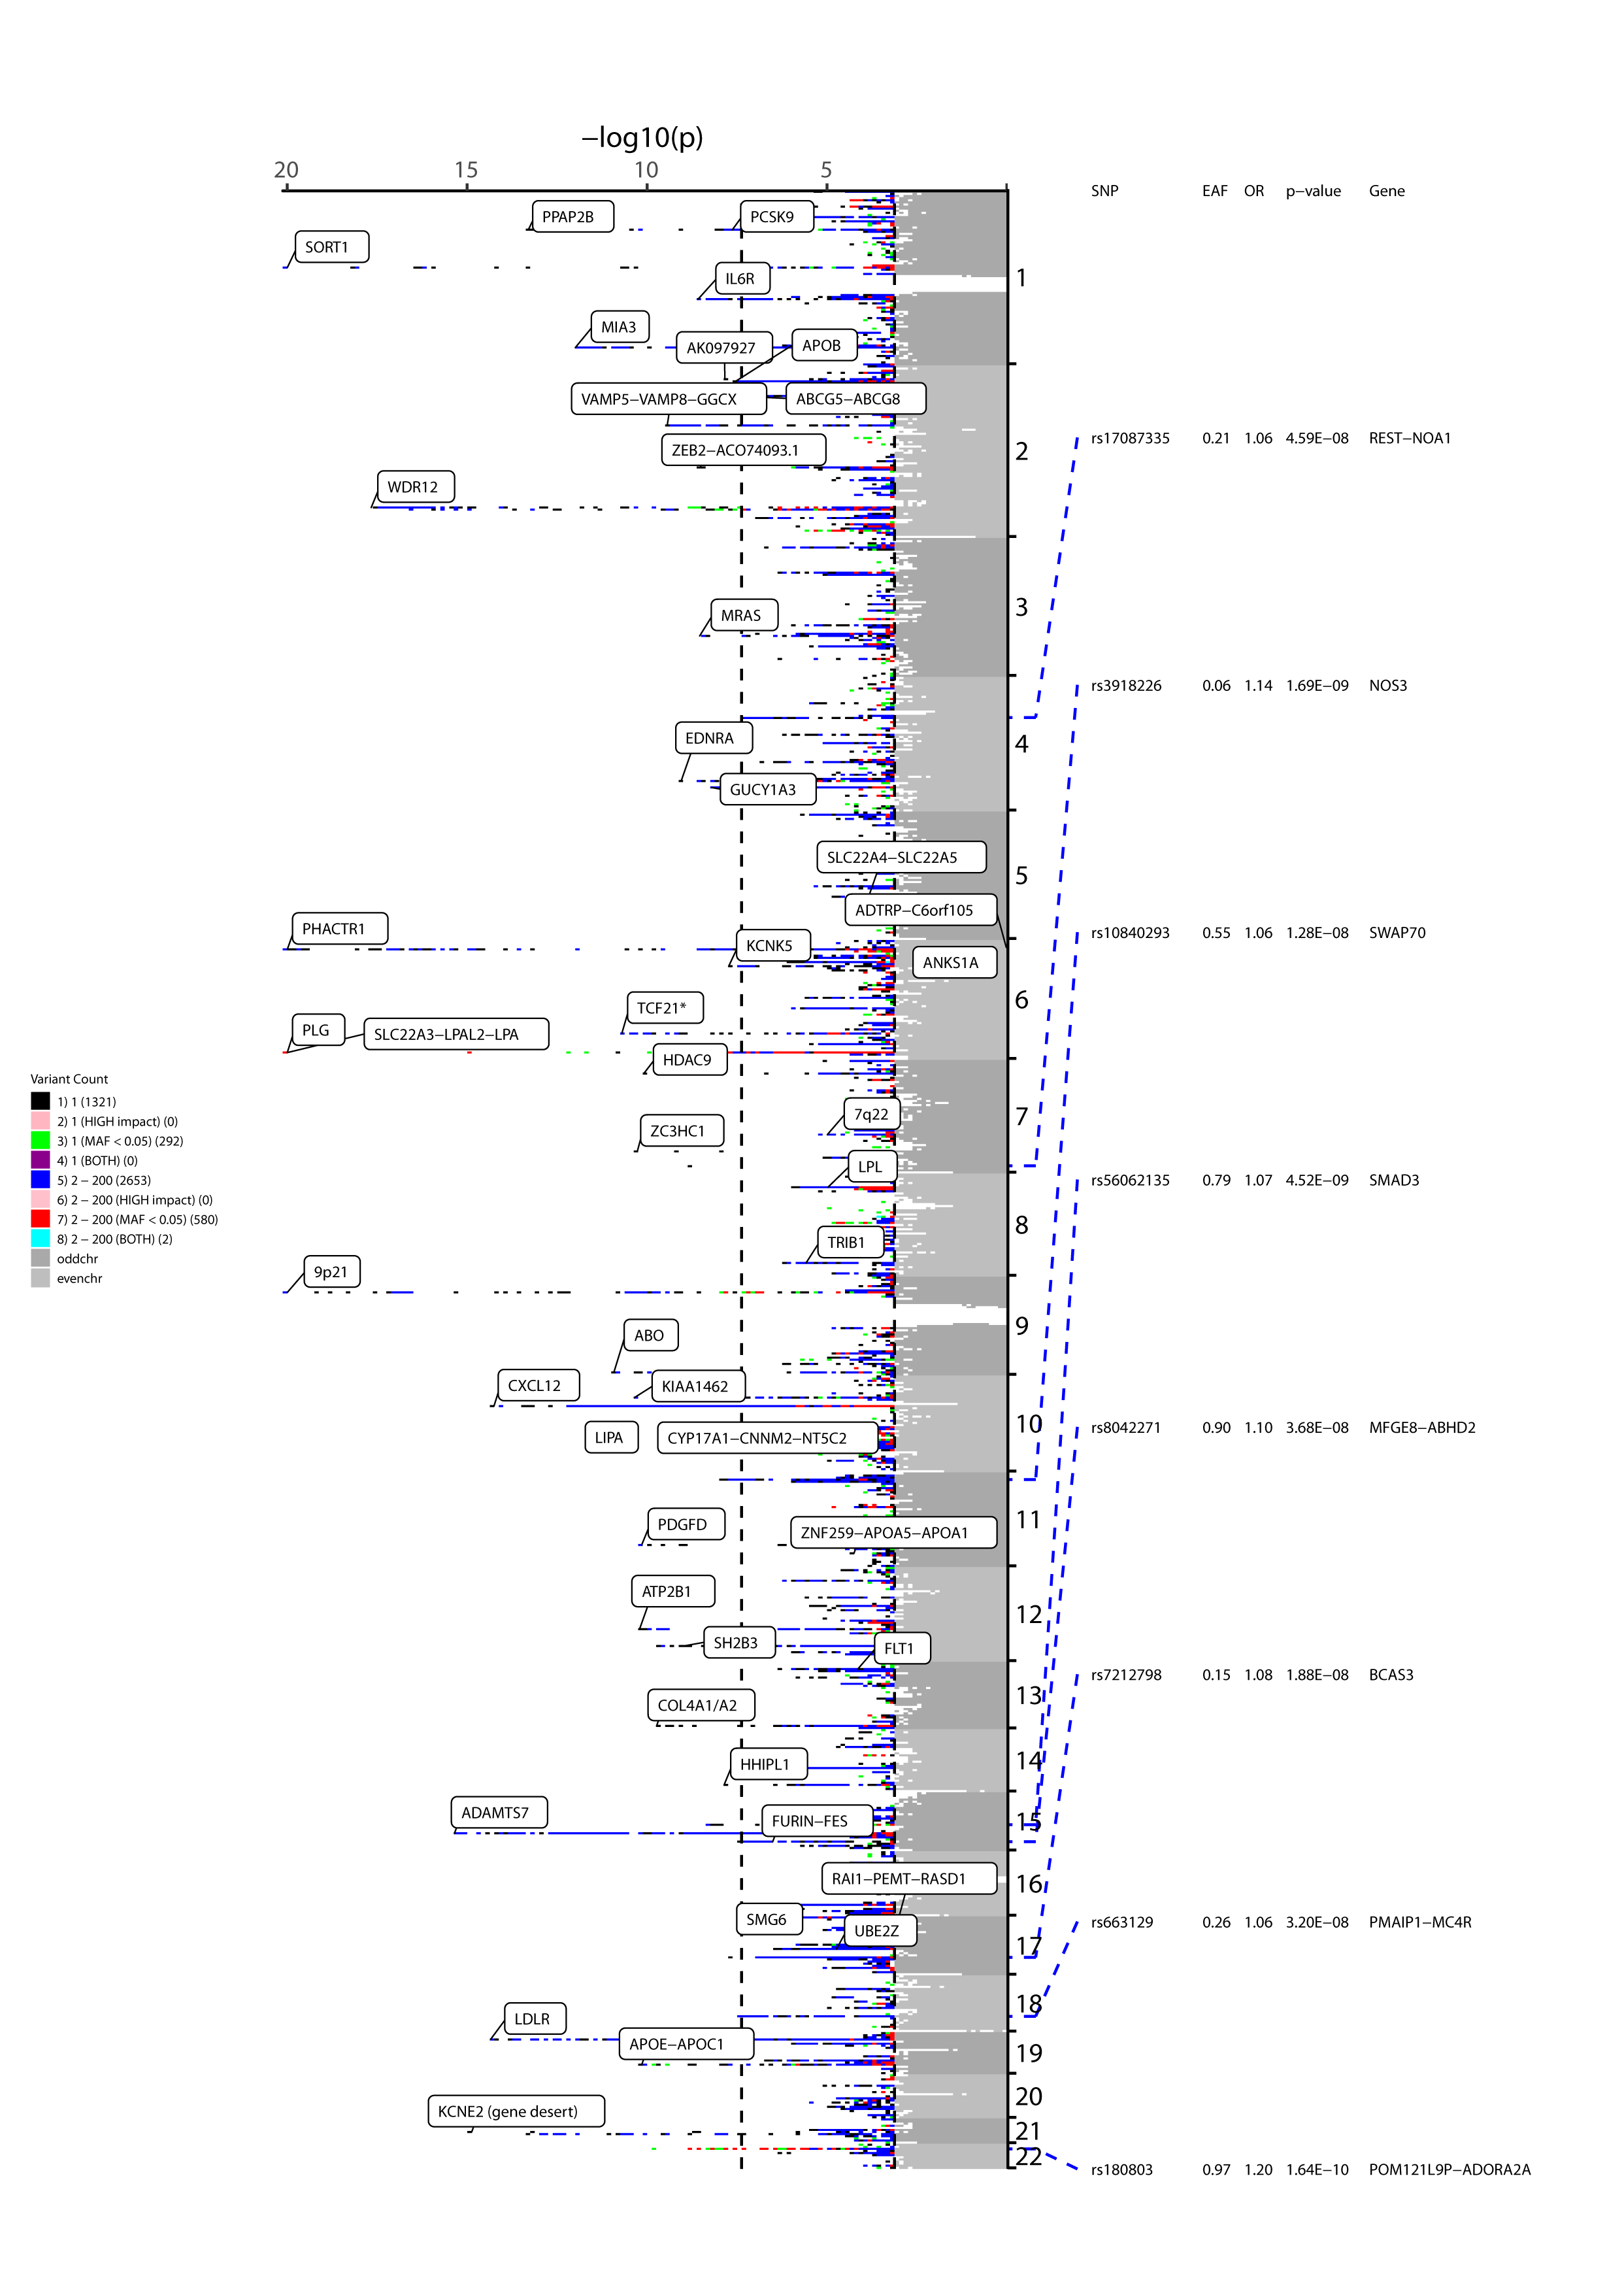 −log10(p)
20 15 10 5
SNP EAF OR p−value Gene
PPAP2B PCSK9
SORT1
IL6R
1
MIA3
AK097927 APOB
VAMP5−VAMP8−GGCX ABCG5−ABCG8
rs17087335 0.21 1.06 4.59E−08 REST−NOA1
ZEB2−ACO74093.1
2
WDR12
3
MRAS
rs3918226 0.06 1.14 1.69E−09 NOS3
EDNRA
4
GUCY1A3
SLC22A4−SLC22A5
5
ADTRP−C6orf105
PHACTR1
rs10840293 0.55 1.06 1.28E−08 SWAP70
KCNK5
ANKS1A
6
TCF21*
PLG SLC22A3−LPAL2−LPA
HDAC9
Variant Count
1) 1 (1321)
2) 1 (HIGH impact) (0)
3) 1 (MAF < 0.05) (292)
4) 1 (BOTH) (0)
5) 2 − 200 (2653)
6) 2 − 200 (HIGH impact) (0)
7) 2 − 200 (MAF < 0.05) (580)
8) 2 − 200 (BOTH) (2)
oddchr
evenchr
7q22
7
ZC3HC1
LPL
rs56062135 0.79 1.07 4.52E−09 SMAD3
8
TRIB1
9p21
9
ABO
CXCL12 KIAA1462
10
rs8042271 0.90 1.10 3.68E−08 MFGE8−ABHD2
LIPA CYP17A1−CNNM2−NT5C2
11
PDGFD ZNF259−APOA5−APOA1
ATP2B1
12
SH2B3 FLT1
rs7212798 0.15 1.08 1.88E−08 BCAS3
13
COL4A1/A2
14
HHIPL1
ADAMTS7
FURIN−FES
15
RAI1−PEMT−RASD1
16
SMG6
UBE2Z
rs663129 0.26 1.06 3.20E−08 PMAIP1−MC4R
17
18
LDLR
APOE−APOC1
19
20
KCNE2 (gene desert)
21
22
rs180803 0.97 1.20 1.64E−10 POM121L9P−ADORA2A